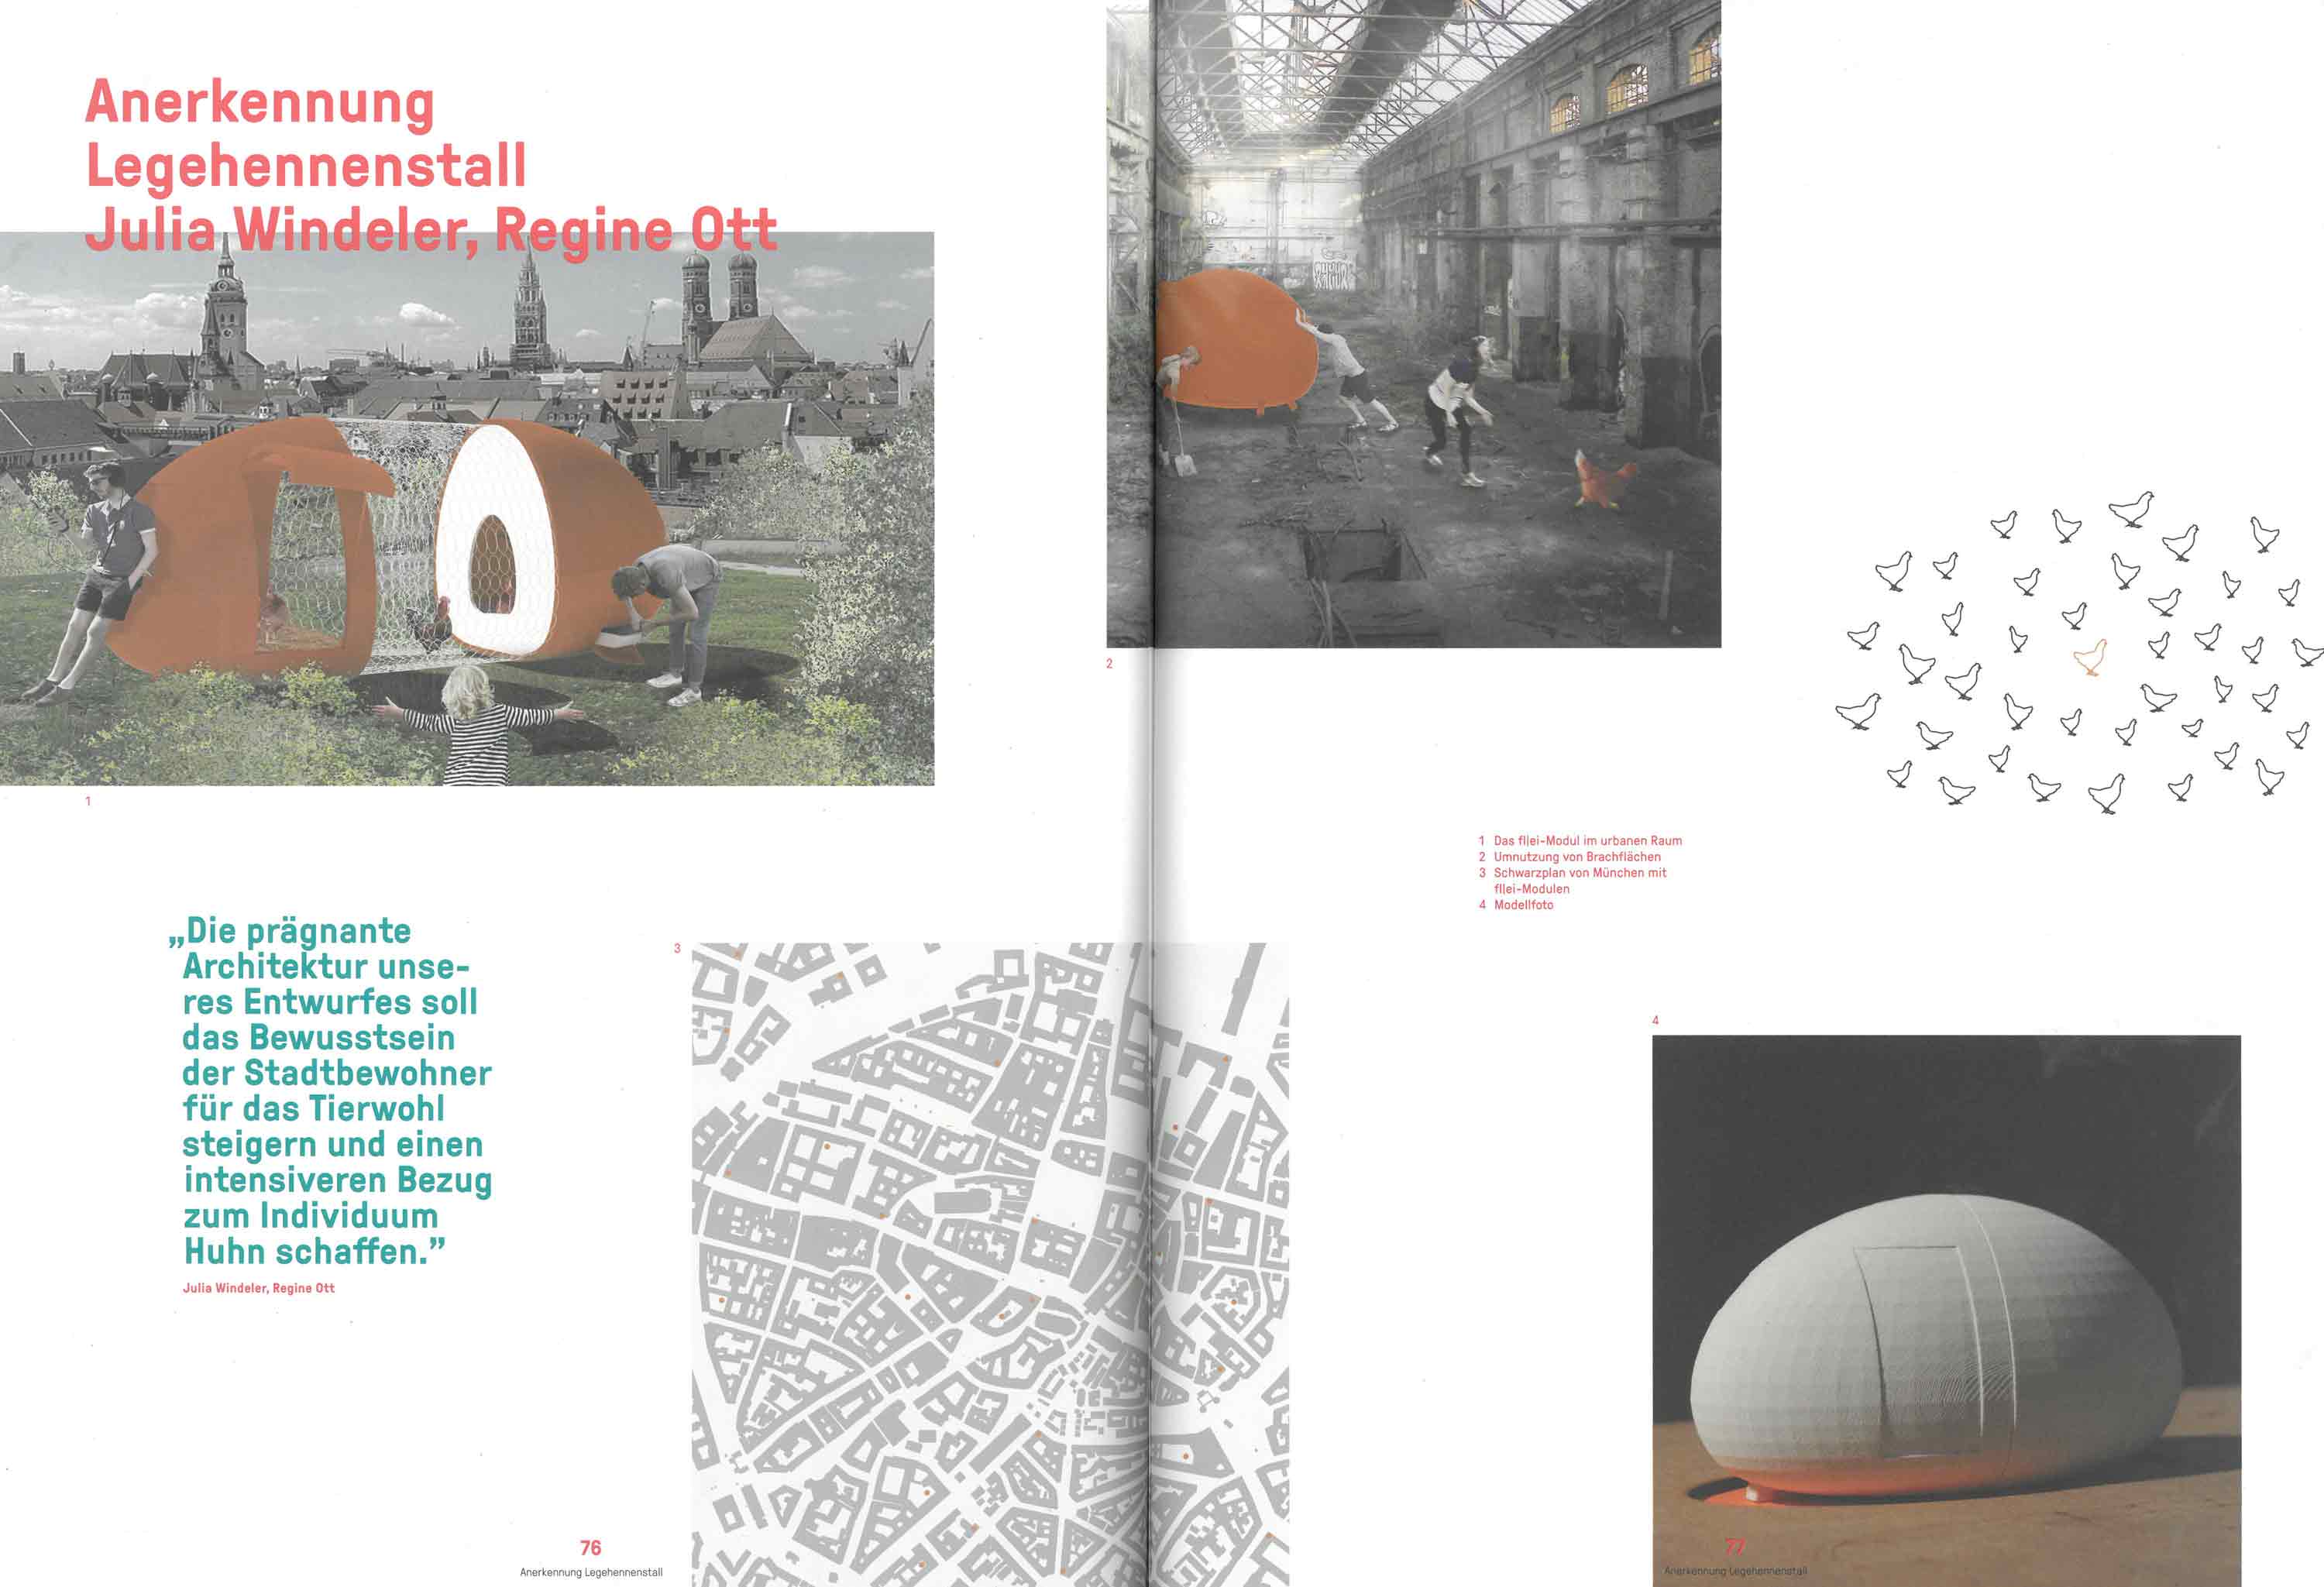 Anerkennung
Legehennenstall
Julia Windeler, Regine Ott
1
„Die prägnante
Architektur unse-
res Entwurfes soll
das Bewusstsein
der Stadtbewohner
für das Tierwohl
steigern und einen
intensiveren Bezug
zum Individuum
Huhn schaffen.”
Julia Windeler, Regine Ott
3
76
Anerkennung Legehennenstall
2
1 Das fl|ei-Modul im urbanen Raum
2 Umnutzung von Brachflächen
3 Schwarzplan von München mit
fl|ei-Modulen
4 Modellfoto
4
77
Anerkennung Legehennenstall